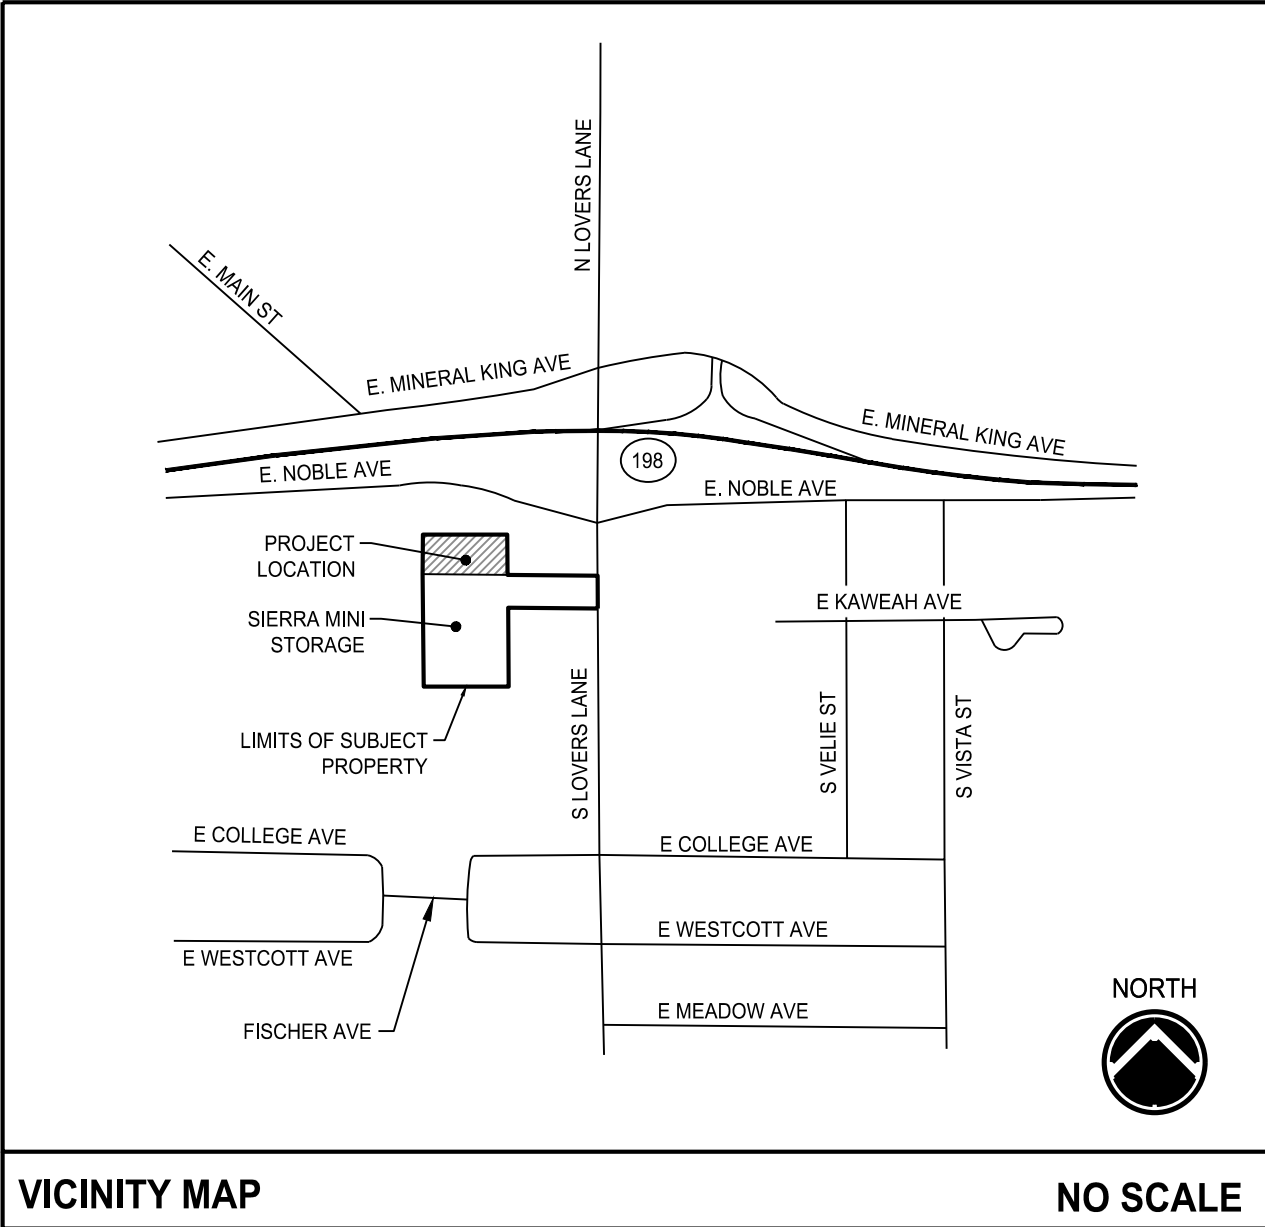 N LOVERS LANE
E. MAIN ST
E. MINERAL KING AVE
E. MINERAL KING AVE
198
E. NOBLE AVE
E. NOBLE AVE
PROJECT
LOCATION
E KAWEAH AVE
SIERRA MINI
STORAGE
S LOVERS LANE
S VELIE ST
S VISTA ST
LIMITS OF SUBJECT
PROPERTY
E COLLEGE AVE
E COLLEGE AVE
E WESTCOTT AVE
E WESTCOTT AVE
E MEADOW AVE
FISCHER AVE
NORTH
VICINITY MAP
NO SCALE